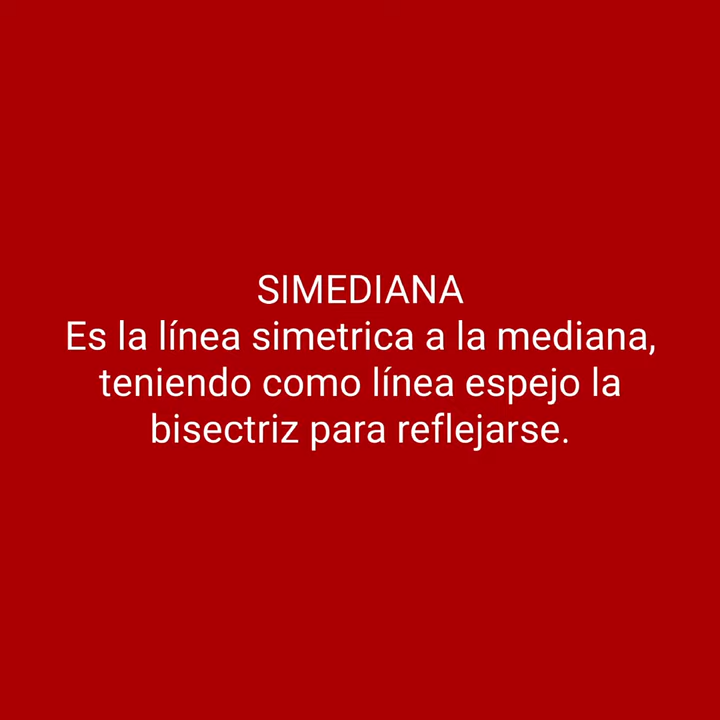 SIMEDIANA
Es la línea simetrica a la mediana,
teniendo como línea espejo la
bisectriz para reflejarse.